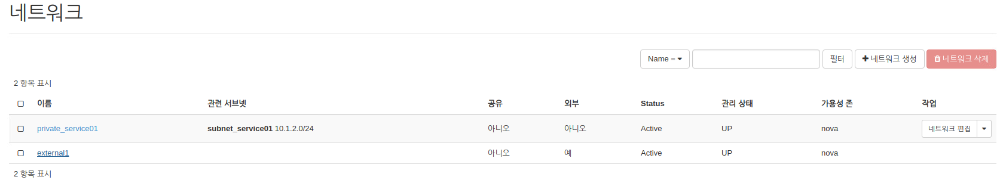 네트워크
Name = 필터 네트워크 생성 네트워크 삭제
2 항목 표시
이름 관련 서브넷 공유 외부 Status 관리 상태 가용성 존 작업
private_service01 subnet_service01 10.1.2.0/24 아니오 아니오 Active UP nova 네트워크 편집
external1 아니오 예 Active UP nova
2 항목 표시